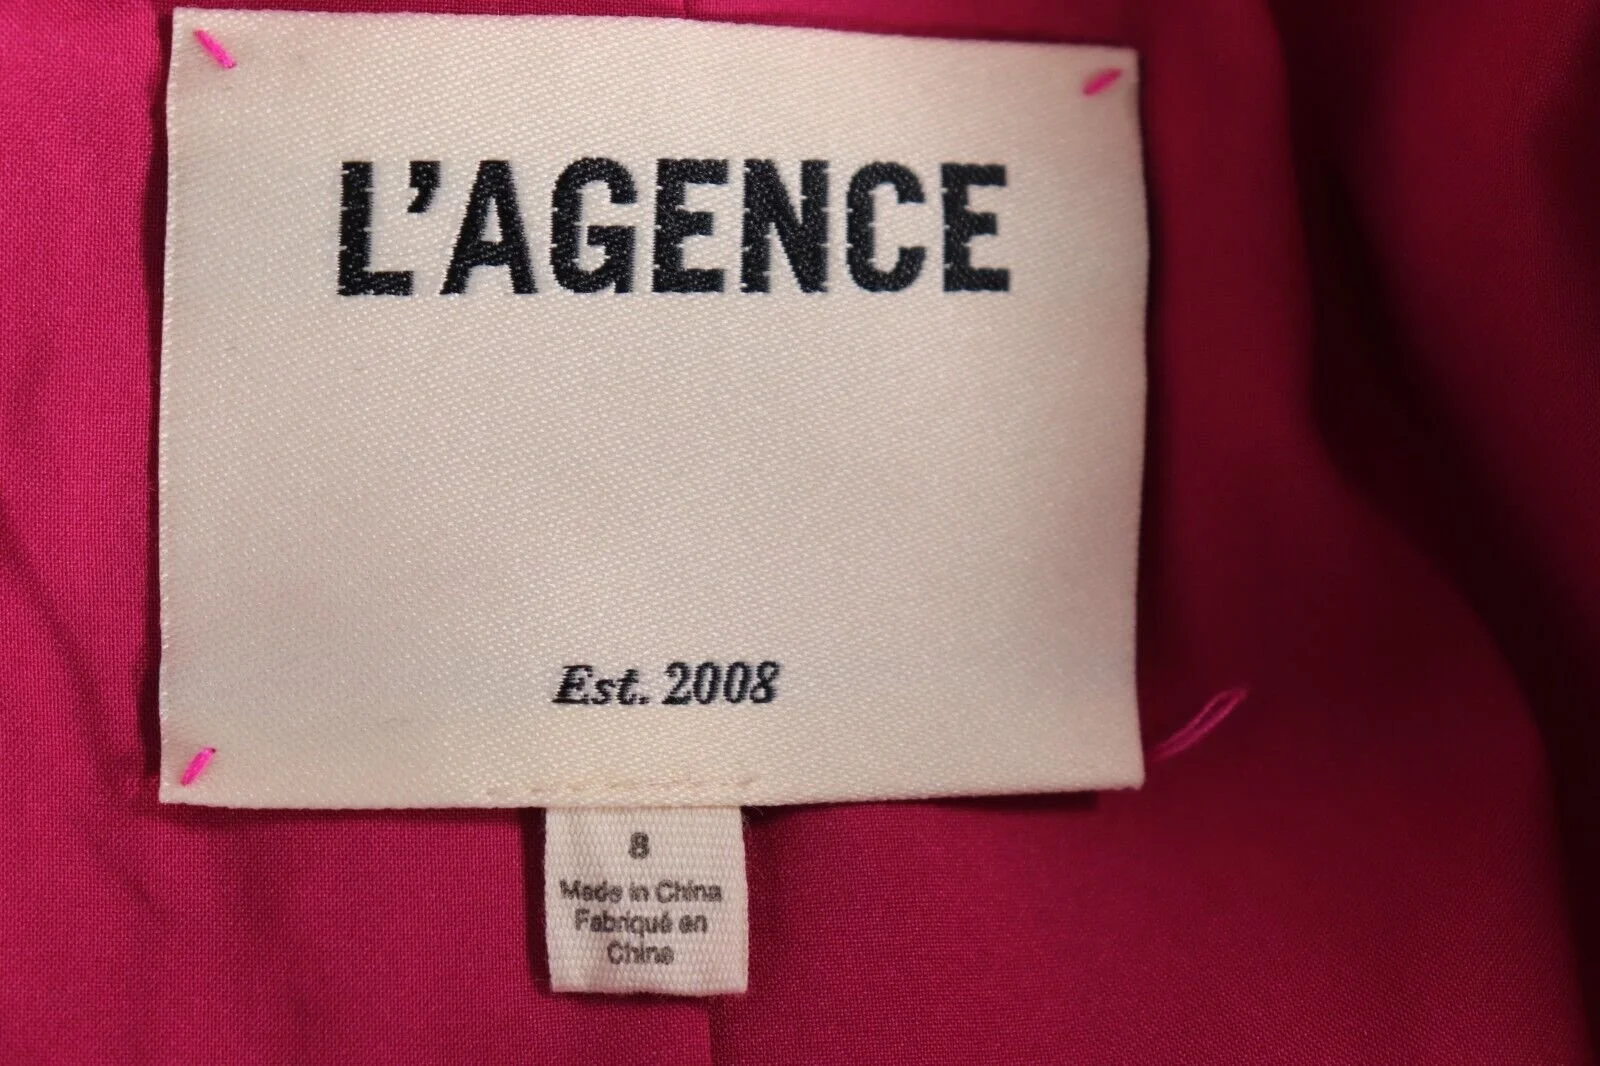 L'AGENCE
Est. 2008
8
Made in China
Fabriqué en
Chine